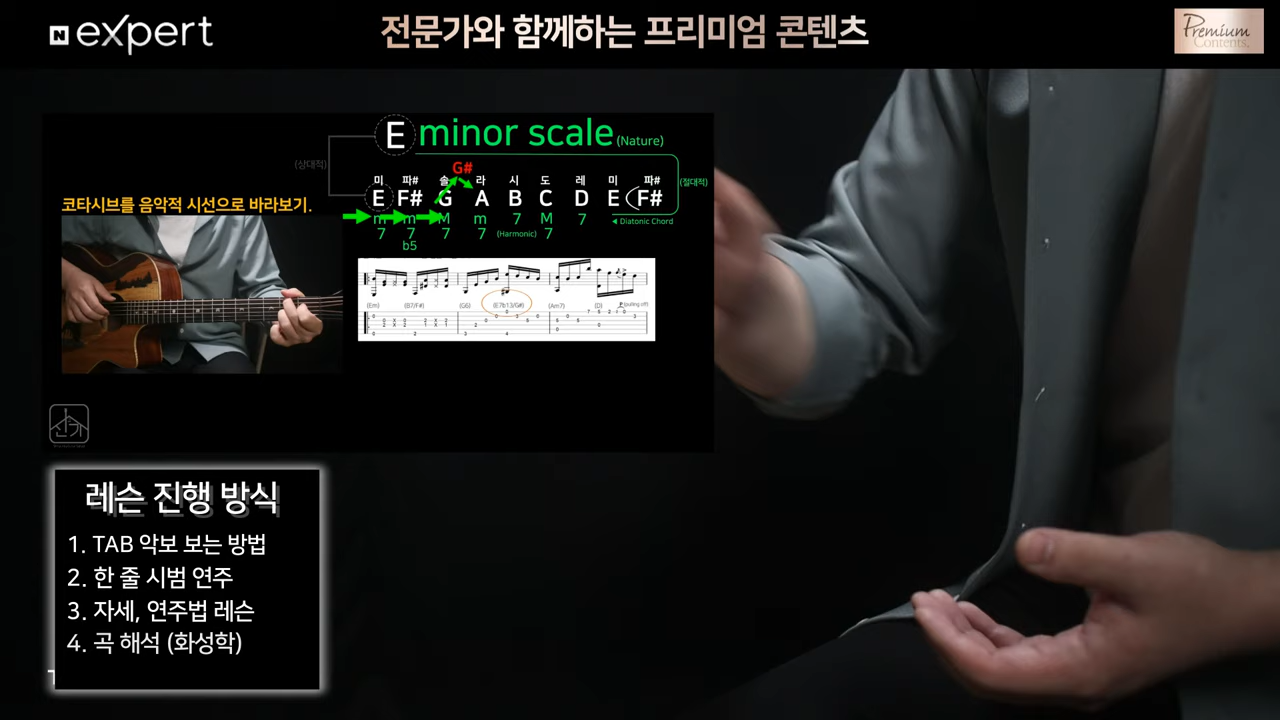 N expert
전문가와 함께하는 프리미엄 콘텐츠
Premium
Contents.
E minor scale (Nature)
(상대적)
G#
미 파# 솔 라 시 도 레 미 파#
(절대적)
E F# G A B C D E F#
m m M m 7 M 7
◀ Diatonic Chord
7 7 7 7 (Harmonic) 7
b5
코타시브를 음악적 시선으로 바라보기.
(Em) (B7/F#) (G6) (E7b13/G#) (Am7) (D) (pulling off)
신가
레슨 진행 방식
1. TAB 악보 보는 방법
2. 한 줄 시범 연주
3. 자세, 연주법 레슨
4. 곡 해석 (화성학)